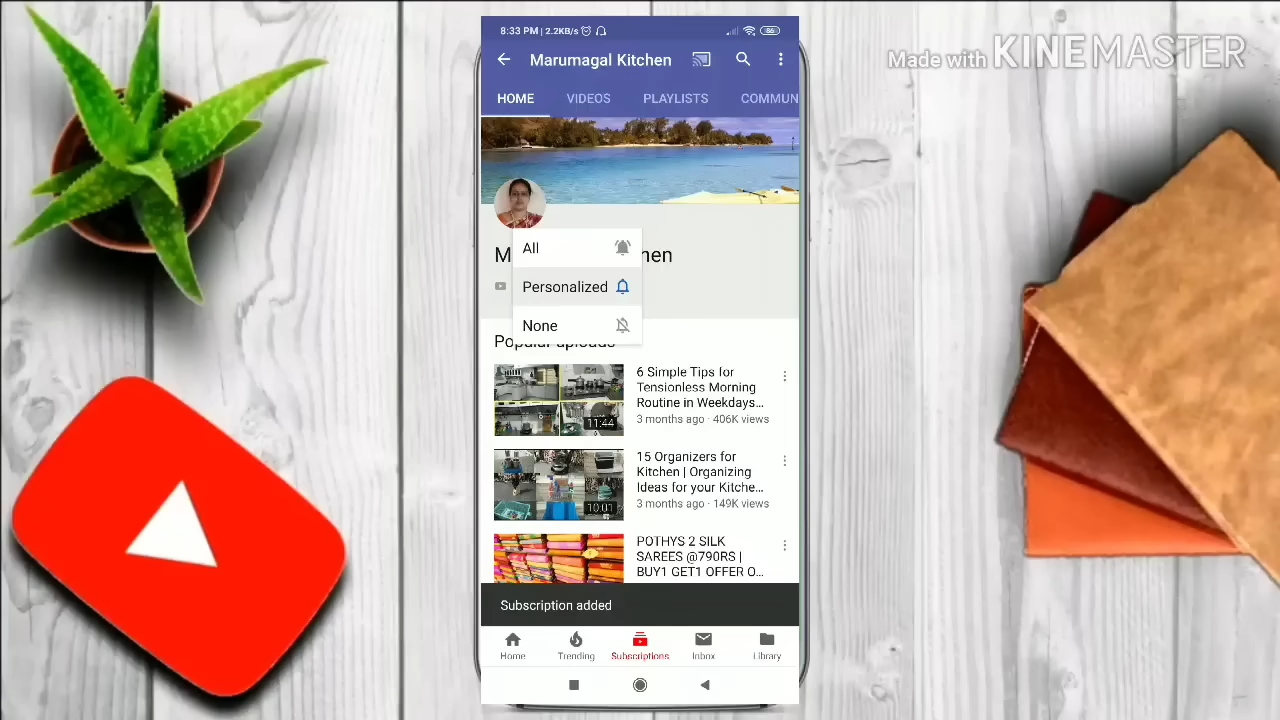 8:33 PM | 2.2KB/s
86
Made with KINEMASTER
Marumagal Kitchen
HOME VIDEOS PLAYLISTS COMMUN
All
Personalized
None
Popular uploads
6 Simple Tips for
Tensionless Morning
Routine in Weekdays...
3 months ago · 406K views
11:44
15 Organizers for
Kitchen | Organizing
Ideas for your Kitche...
3 months ago · 149K views
10:01
POTHYS 2 SILK
SAREES @790RS |
BUY1 GET1 OFFER O...
Subscription added
Home Trending Subscriptions Inbox Library